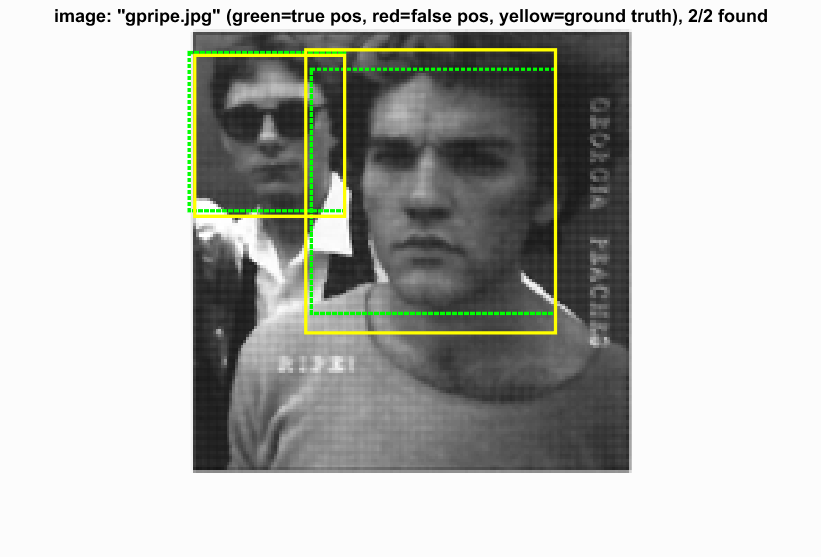 image: "gpripe.jpg" (green=true pos, red=false pos, yellow=ground truth), 2/2 found
GEORGIA PEACHES
RIPE!